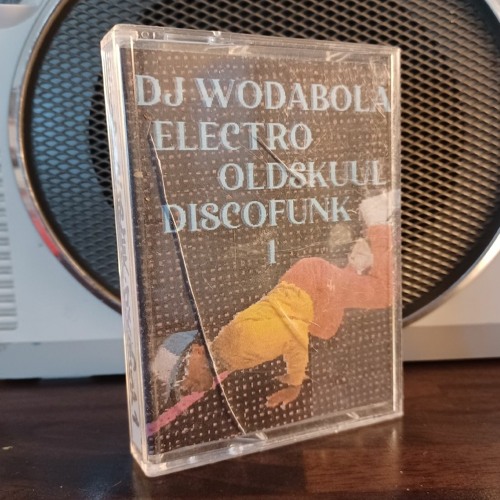 DJ WODABOLA
ELECTRO
OLDSKUUL
DISCOFUNK
1